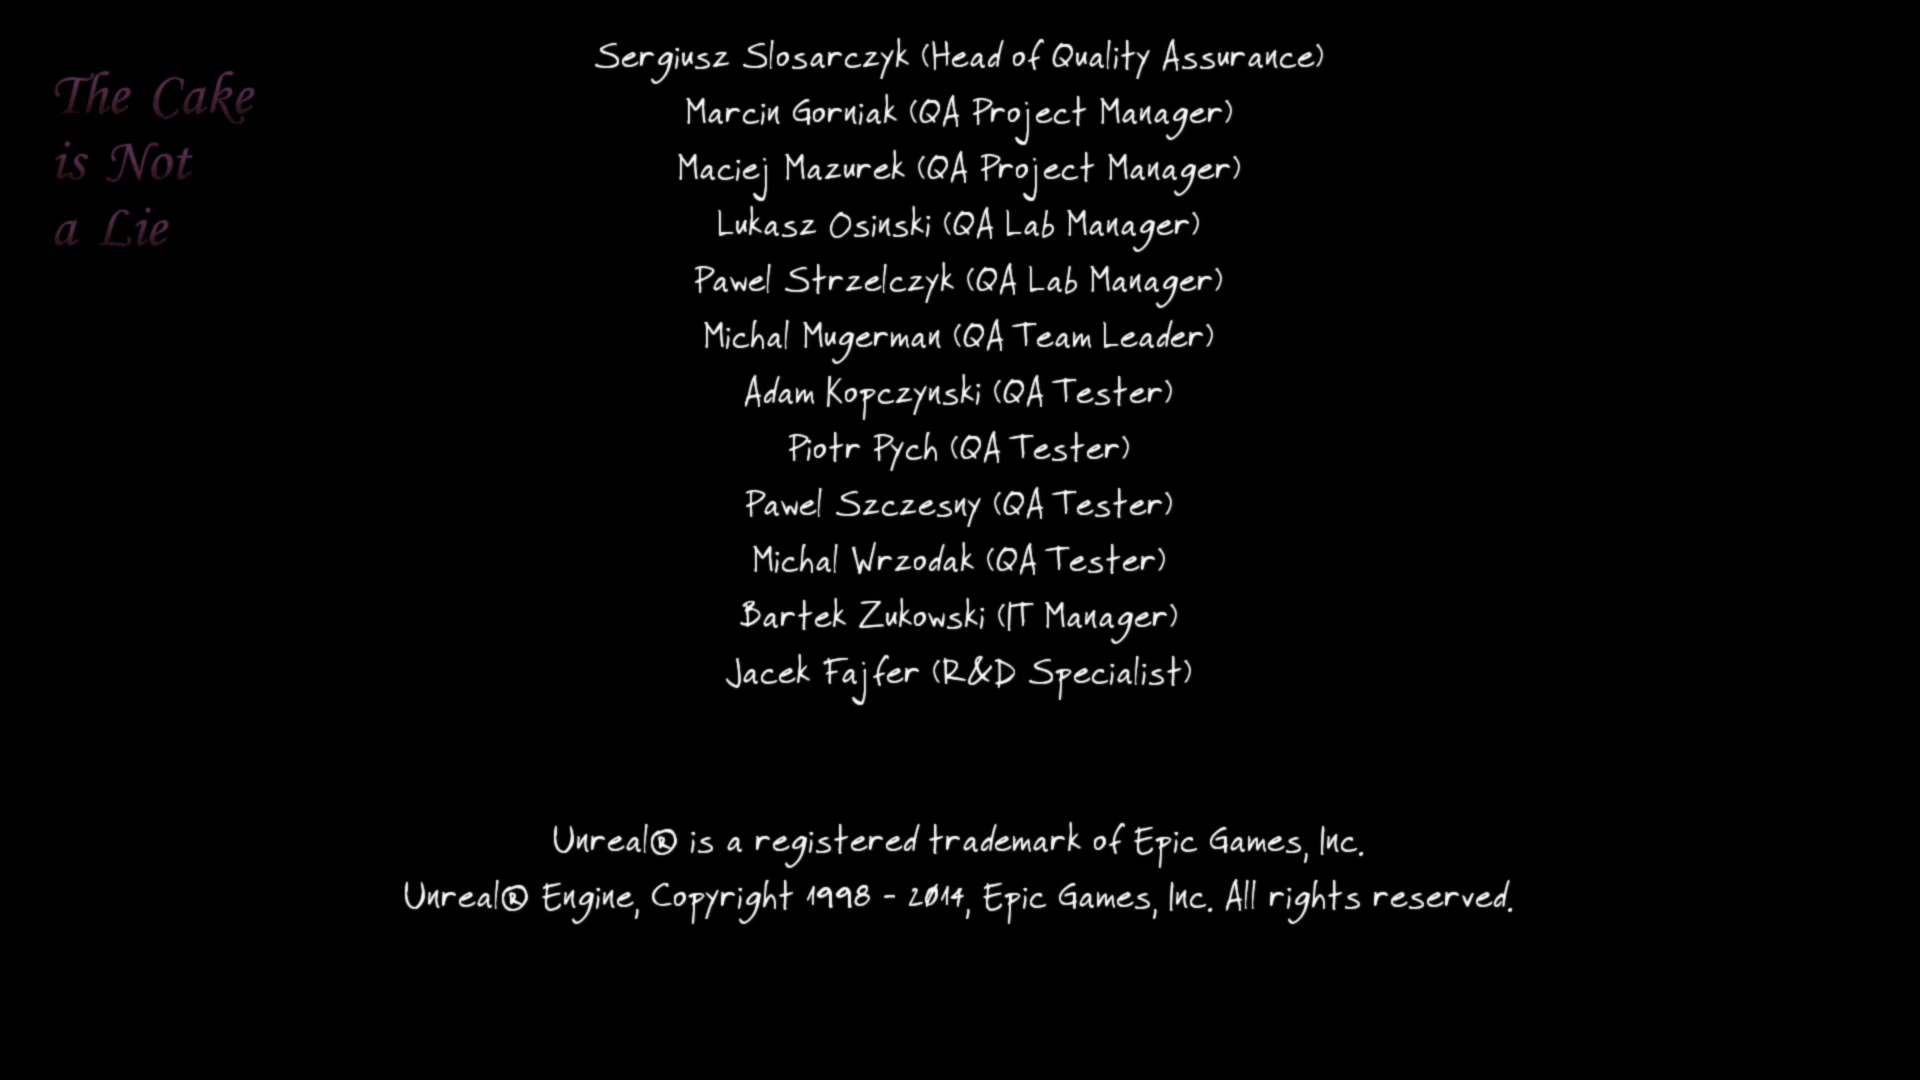 The Cake
is Not
a Lie
Sergiusz Slosarczyk (Head of Quality Assurance)
Marcin Gorniak (QA Project Manager)
Maciej Mazurek (QA Project Manager)
Lukasz Osinski (QA Lab Manager)
Pawel Strzelczyk (QA Lab Manager)
Michal Mugerman (QA Team Leader)
Adam Kopczynski (QA Tester)
Piotr Pych (QA Tester)
Pawel Szczesny (QA Tester)
Michal Wrzodak (QA Tester)
Bartek Zukowski (IT Manager)
Jacek Fajfer (R&D Specialist)
Unreal® is a registered trademark of Epic Games, Inc.
Unreal® Engine, Copyright 1998 - 2014, Epic Games, Inc. All rights reserved.